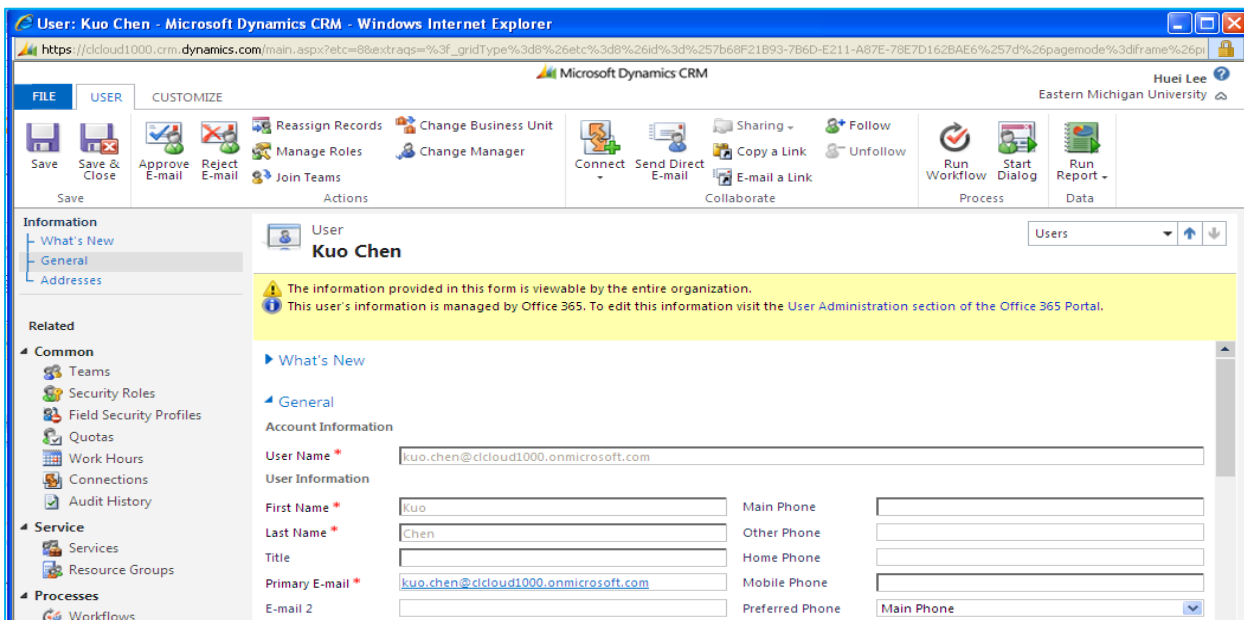 User: Kuo Chen - Microsoft Dynamics CRM - Windows Internet Explorer
https://clcloud1000.crm.dynamics.com/main.aspx?etc=8&extraqs=%3f_gridType%3d8%26etc%3d8%26id%3d%257b68F21B93-7B6D-E211-A87E-78E7D162BAE6%257d%26pagemode%3diframe%26p
Microsoft Dynamics CRM
Huei Lee
Eastern Michigan University
FILE USER CUSTOMIZE
Save
Save & Close
Approve E-mail
Reject E-mail
Reassign Records
Manage Roles
Join Teams
Change Business Unit
Change Manager
Connect
Send Direct E-mail
Sharing
Copy a Link
E-mail a Link
Follow
Unfollow
Run Workflow
Start Dialog
Run Report
Save Actions Collaborate Process Data
Information
What's New
General
Addresses
Related
Common
Teams
Security Roles
Field Security Profiles
Quotas
Work Hours
Connections
Audit History
Service
Services
Resource Groups
Processes
Workflows
User
Kuo Chen
Users
The information provided in this form is viewable by the entire organization.
This user's information is managed by Office 365. To edit this information visit the User Administration section of the Office 365 Portal.
What's New
General
Account Information
User Name * kuo.chen@clcloud1000.onmicrosoft.com
User Information
First Name * Kuo Main Phone
Last Name * Chen Other Phone
Title Home Phone
Primary E-mail * kuo.chen@clcloud1000.onmicrosoft.com Mobile Phone
E-mail 2 Preferred Phone Main Phone